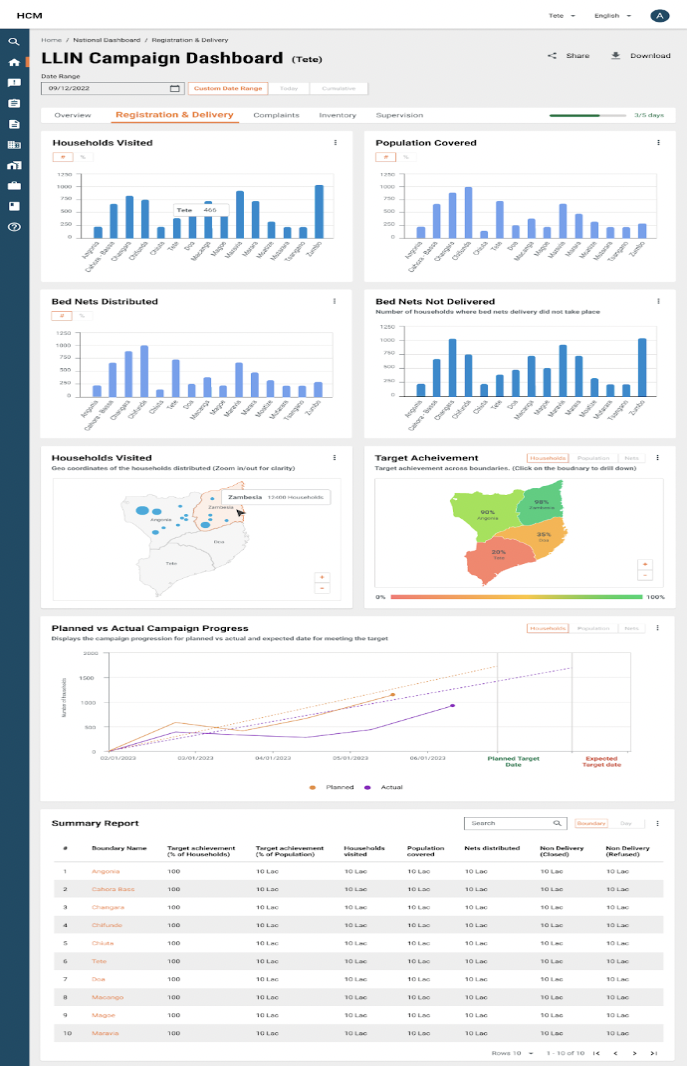 HCM
Tete English A
Home / National Dashboard / Registration & Delivery
LLIN Campaign Dashboard (Tete)
Share Download
Date Range
09/12/2022 Custom Date Range Today Cumulative
Overview Registration & Delivery Complaints Inventory Supervision 3/5 days
Households Visited
# %
1250
1000
750
500
250
0
Tete 466
Angonia Cahora - Bassa Changara Chifunda Chiuta Tete Doa Macanga Magoe Maravia Moatize Mutarara Tsangano Zumbo
Population Covered
# %
1250
1000
750
500
250
0
Angonia Cahora - Bassa Changara Chifunda Chiuta Tete Doa Macanga Magoe Maravia Moatize Mutarara Tsangano Zumbo
Bed Nets Distributed
# %
1250
1000
750
500
250
0
Angonia Cahora - Bassa Changara Chifunda Chiuta Tete Doa Macanga Magoe Maravia Moatize Mutarara Tsangano Zumbo
Bed Nets Not Delivered
Number of households where bed nets delivery did not take place
1250
1000
750
500
250
0
Angonia Cahora - Bassa Changara Chifunda Chiuta Tete Doa Macanga Magoe Maravia Moatize Mutarara Tsangano Zumbo
Households Visited
Geo coordinates of the households distributed (Zoom in/out for clarity)
Zambesia 13000 Households
Zambesia
Angonia
Doa
Tete
+
−
Target Acheivement
Households Population Nets
Target achievement across boundaries. (Click on the boudnary to drill down)
98%
Zambesia
90%
Angonia
35%
Doa
20%
Tete
+
−
0% 100%
Planned vs Actual Campaign Progress
Households Population Nets
Displays the campaign progression for planned vs actual and expected date for meeting the target
Number of households
2000
1500
1000
500
0
02/01/2023 03/01/2023 04/01/2023 05/01/2023 06/01/2023 Planned Target Date Expected Target date
Planned Actual
Summary Report
Search Boundary Day
# Boundary Name Target achievement (% of Households) Target achievement (% of Population) Households visited Population covered Nets distributed Non Delivery (Closed) Non Delivery (Refused)
1 Angonia 100 10 Lac 10 Lac 10 Lac 10 Lac 10 Lac 10 Lac
2 Cahora Bass 100 10 Lac 10 Lac 10 Lac 10 Lac 10 Lac 10 Lac
3 Changara 100 10 Lac 10 Lac 10 Lac 10 Lac 10 Lac 10 Lac
4 Chifunda 100 10 Lac 10 Lac 10 Lac 10 Lac 10 Lac 10 Lac
5 Chiuta 100 10 Lac 10 Lac 10 Lac 10 Lac 10 Lac 10 Lac
6 Tete 100 10 Lac 10 Lac 10 Lac 10 Lac 10 Lac 10 Lac
7 Doa 100 10 Lac 10 Lac 10 Lac 10 Lac 10 Lac 10 Lac
8 Macanga 100 10 Lac 10 Lac 10 Lac 10 Lac 10 Lac 10 Lac
9 Magoe 100 10 Lac 10 Lac 10 Lac 10 Lac 10 Lac 10 Lac
10 Maravia 100 10 Lac 10 Lac 10 Lac 10 Lac 10 Lac 10 Lac
Rows 10 1 - 10 of 10